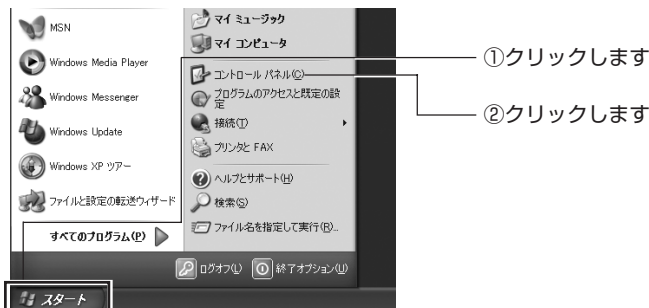 MSN
Windows Media Player
Windows Messenger
Windows Update
Windows XP ツアー
ファイルと設定の転送ウィザード
すべてのプログラム(P)
マイ ミュージック
マイ コンピュータ
コントロール パネル(C)
プログラムのアクセスと既定の設
定
接続(T)
プリンタと FAX
ヘルプとサポート(H)
検索(S)
ファイル名を指定して実行(R)...
ログオフ(L)
終了オプション(U)
スタート
①クリックします
②クリックします